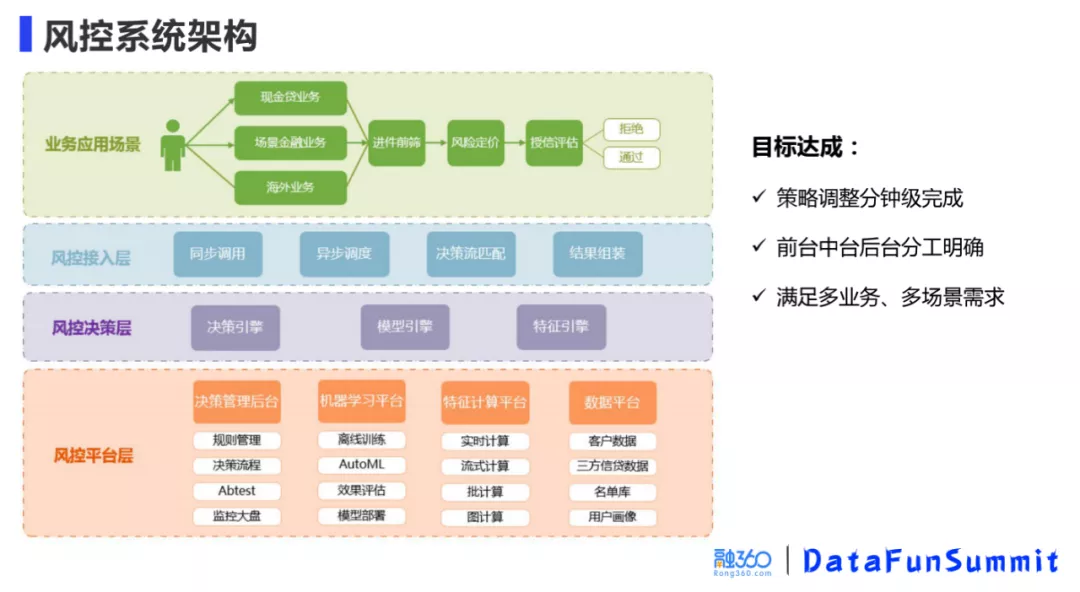 风控系统架构
业务应用场景
现金贷业务
场景金融业务
海外业务
进件前筛
风险定价
授信评估
拒绝
通过
风控接入层
同步调用
异步调度
决策流匹配
结果组装
风控决策层
决策引擎
模型引擎
特征引擎
风控平台层
决策管理后台
规则管理
决策流程
Abtest
监控大盘
机器学习平台
离线训练
AutoML
效果评估
模型部署
特征计算平台
实时计算
流式计算
批计算
图计算
数据平台
客户数据
三方信贷数据
名单库
用户画像
目标达成：
✓ 策略调整分钟级完成
✓ 前台中台后台分工明确
✓ 满足多业务、多场景需求
融360
Rong360.com
DataFunSummit